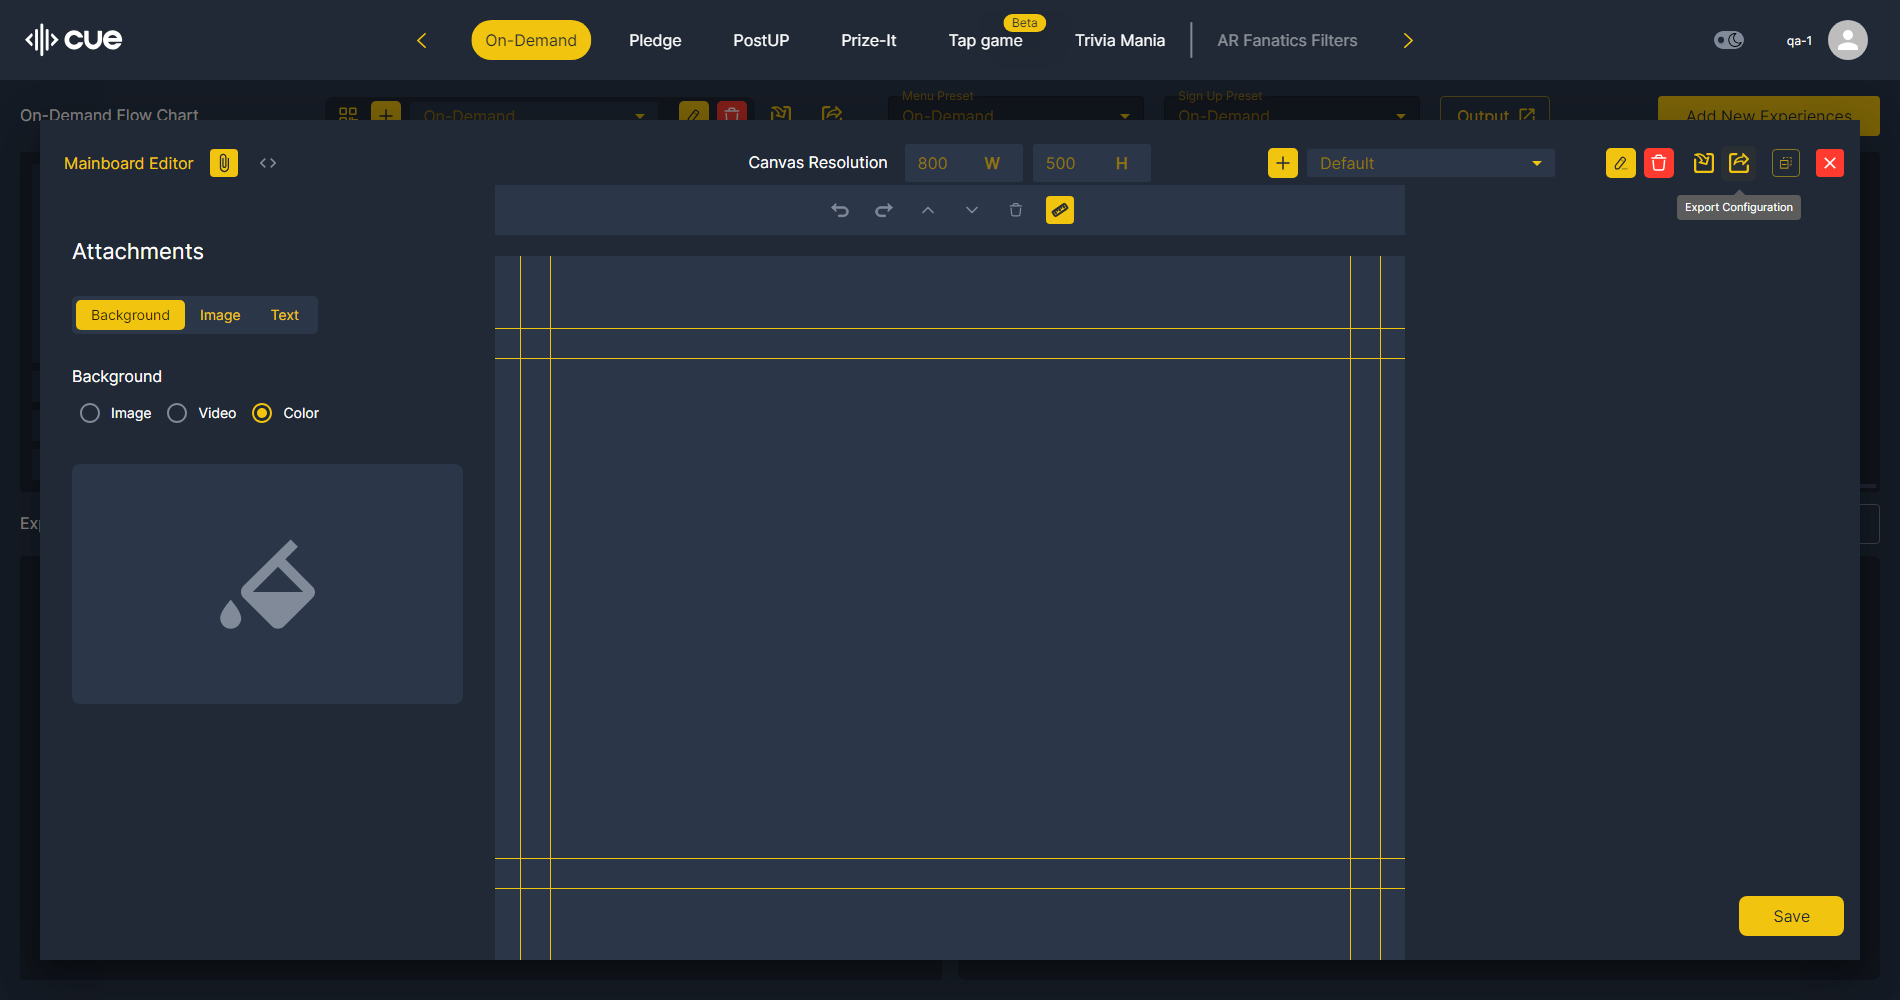 cue
On-Demand
Pledge
PostUP
Prize-It
Tap game
Beta
Trivia Mania
AR Fanatics Filters
qa-1
On-Demand Flow Chart
On-Demand
Menu Preset
On-Demand
Sign Up Preset
On-Demand
Output
Add New Experiences
Mainboard Editor
Canvas Resolution
800 W
500 H
Default
Export Configuration
Attachments
Background
Image
Text
Background
Image
Video
Color
Exp
Save